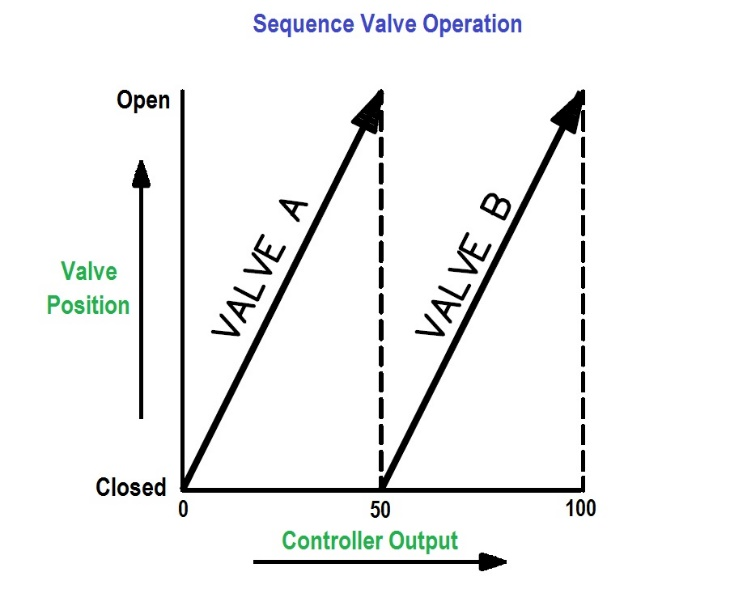 Sequence Valve Operation
Open
VALVE A
VALVE B
Valve
Position
Closed
0
50
100
Controller Output